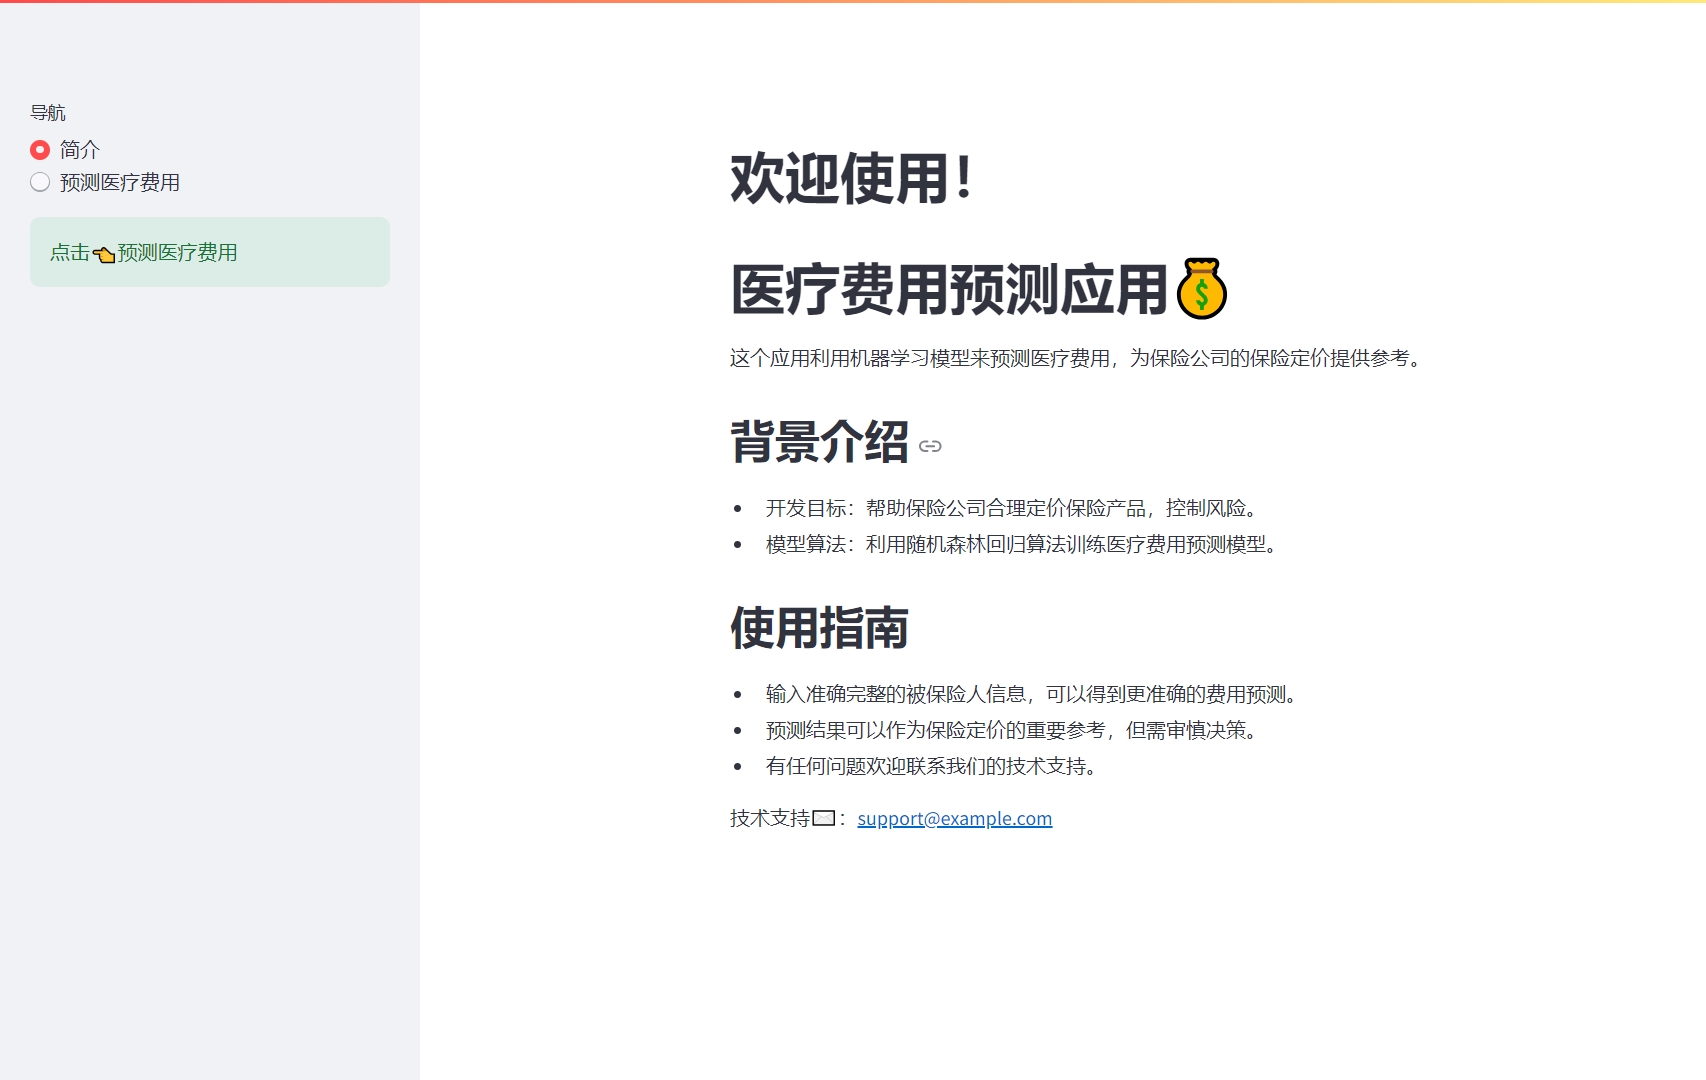 导航
简介
预测医疗费用
点击👈预测医疗费用
欢迎使用！
医疗费用预测应用💰
这个应用利用机器学习模型来预测医疗费用，为保险公司的保险定价提供参考。
背景介绍
• 开发目标：帮助保险公司合理定价保险产品，控制风险。
• 模型算法：利用随机森林回归算法训练医疗费用预测模型。
使用指南
• 输入准确完整的被保险人信息，可以得到更准确的费用预测。
• 预测结果可以作为保险定价的重要参考，但需审慎决策。
• 有任何问题欢迎联系我们的技术支持。
技术支持✉️：support@example.com